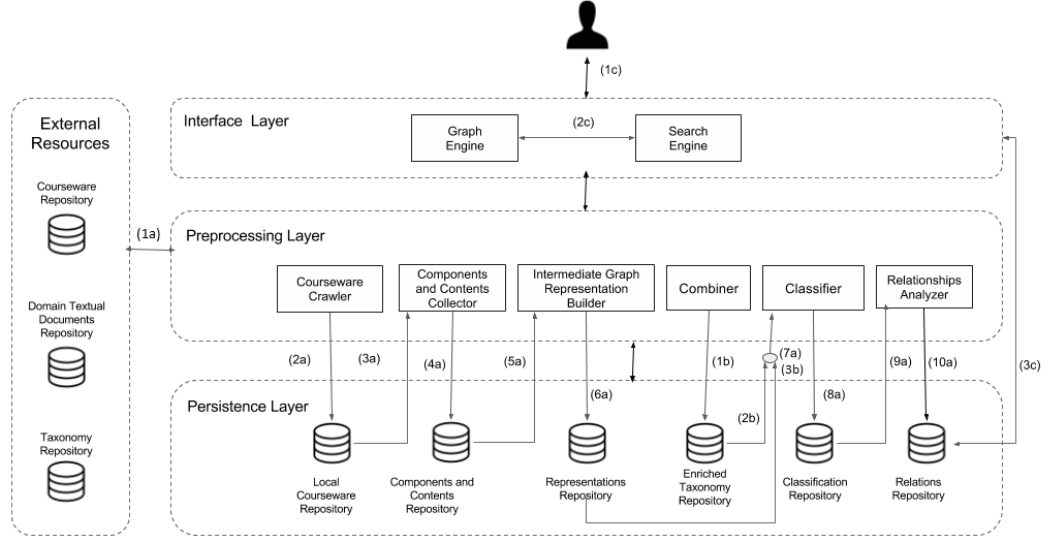 (1c)
External
Resources
Courseware
Repository
Domain Textual
Documents
Repository
Taxonomy
Repository
(1a)
Interface Layer
Graph
Engine
(2c)
Search
Engine
Preprocessing Layer
Courseware
Crawler
Components
and Contents
Collector
Intermediate Graph
Representation
Builder
Combiner
Classifier
Relationships
Analyzer
(2a)
(3a)
(4a)
(5a)
(6a)
(1b)
(2b)
(7a)
(3b)
(8a)
(9a)
(10a)
(3c)
Persistence Layer
Local
Courseware
Repository
Components and
Contents
Repository
Representations
Repository
Enriched
Taxonomy
Repository
Classification
Repository
Relations
Repository